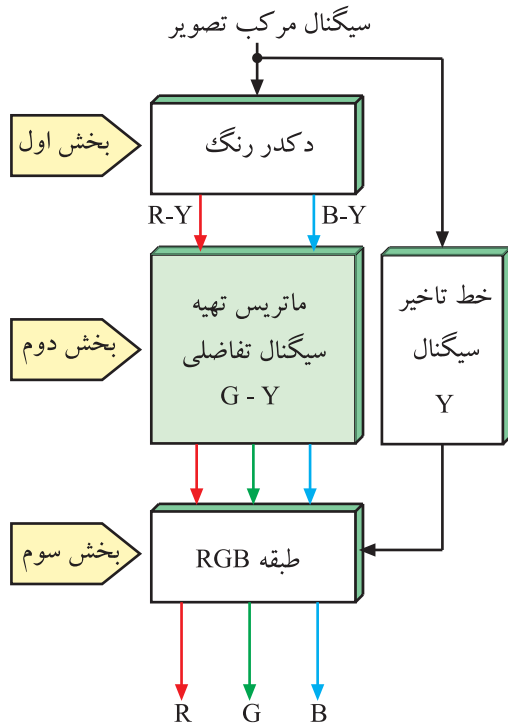 سیگنال مرکب تصویر
بخش اول
دکدر رنگ
R-Y
B-Y
بخش دوم
ماتریس تهیه
سیگنال تفاضلی
G - Y
خط تاخیر
سیگنال
Y
بخش سوم
طبقه RGB
R
G
B